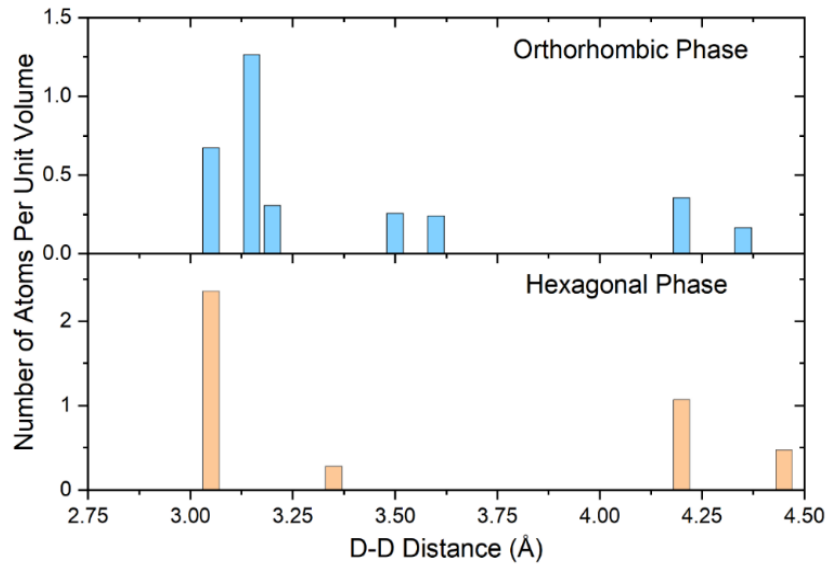 Number of Atoms Per Unit Volume
1.5
1.0
0.5
0.0
Orthorhombic Phase
2
1
0
Hexagonal Phase
2.75 3.00 3.25 3.50 3.75 4.00 4.25 4.50
D-D Distance (Å)